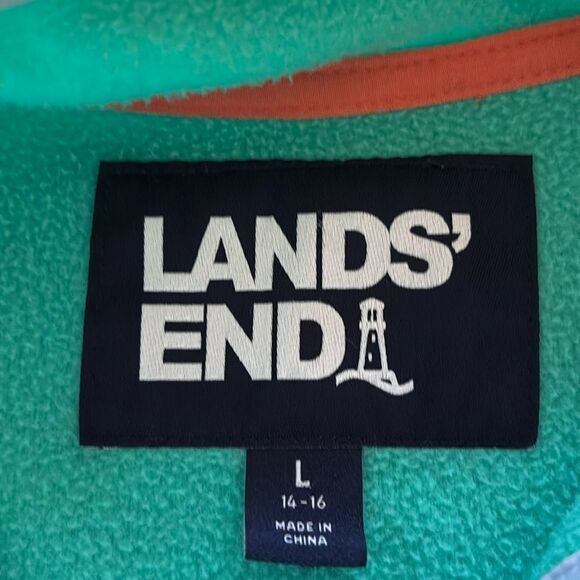 LANDS'
END
L
14-16
MADE IN
CHINA